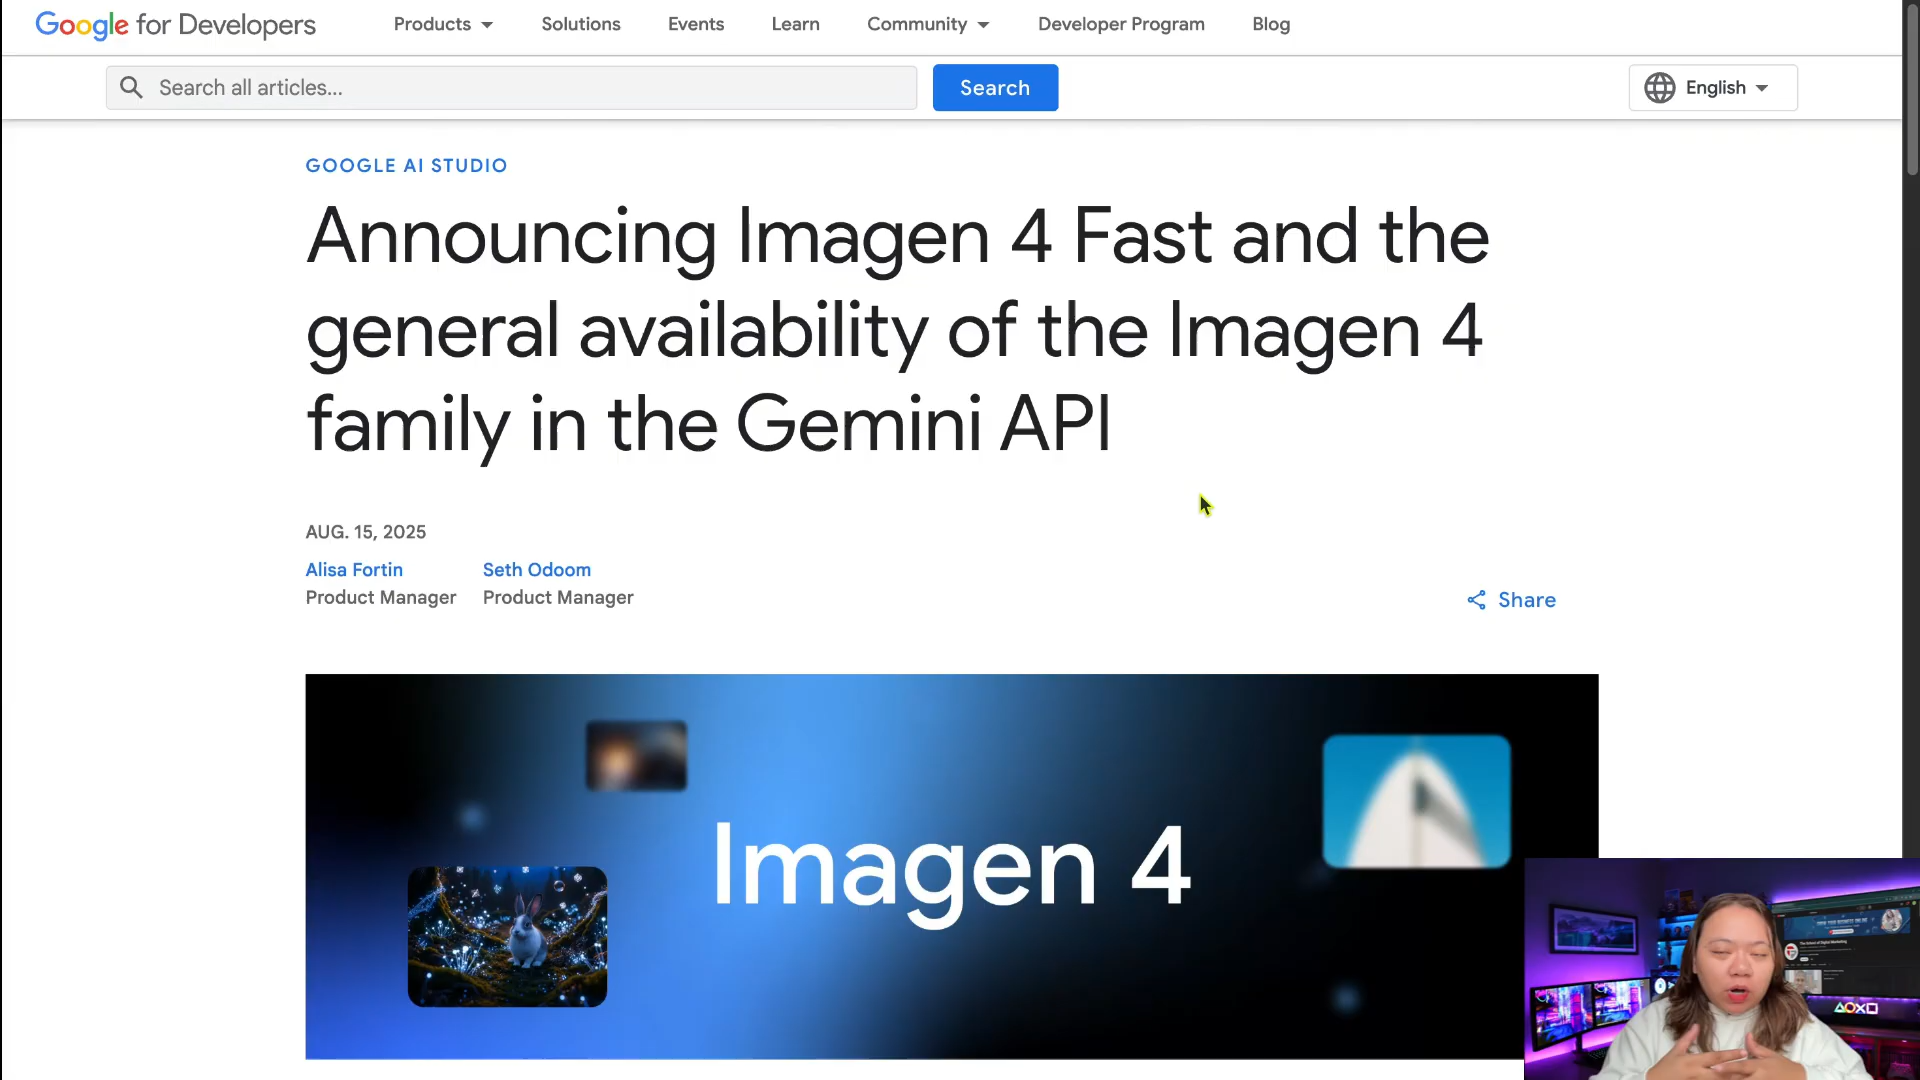 Google for Developers
Products
Solutions
Events
Learn
Community
Developer Program
Blog
Search all articles...
Search
English
GOOGLE AI STUDIO
Announcing Imagen 4 Fast and the
general availability of the Imagen 4
family in the Gemini API
AUG. 15, 2025
Alisa Fortin
Product Manager
Seth Odoom
Product Manager
Share
Imagen 4